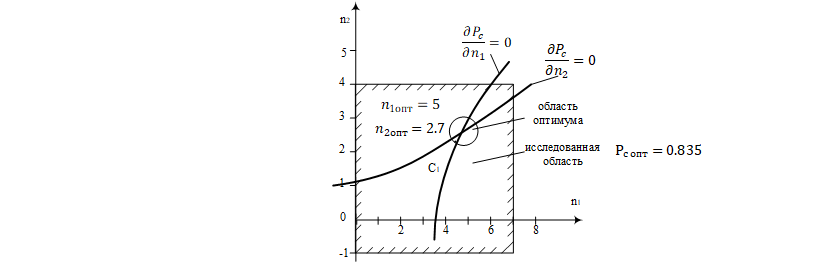 n₂
∂P_c/∂n₁ = 0
∂P_c/∂n₂ = 0
5
4
n₁опт = 5
область
оптимума
3
n₂опт = 2.7
исследованная
область
P_c опт = 0.835
2
C₁
1
n₁
0
2
4
6
8
-1